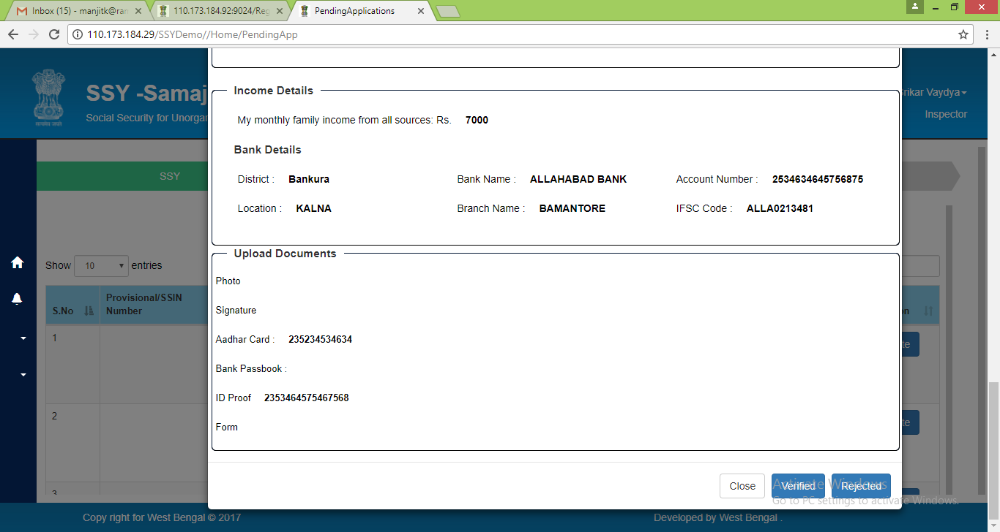 Inbox (15) - manjitk@ran
110.173.184.92:9024/Reg
PendingApplications
110.173.184.29/SSYDemo//Home/PendingApp
SSY -Samaj
Social Security for Unorgan
Srikar Vaydya
Inspector
Income Details
My monthly family income from all sources: Rs. 7000
Bank Details
SSY
District : Bankura Bank Name : ALLAHABAD BANK Account Number : 2534634645756875
Location : KALNA Branch Name : BAMANTORE IFSC Code : ALLA0213481
Upload Documents
Show 10 entries
Photo
S.No Provisional/SSIN Number
on
Signature
1
te
Aadhar Card : 235234534634
Bank Passbook :
ID Proof 2353464575467568
2
te
Form
3
Close Verified Rejected
Activate Windows
Go to PC settings to activate Windows.
Copy right for West Bengal © 2017
Developed by West Bengal .